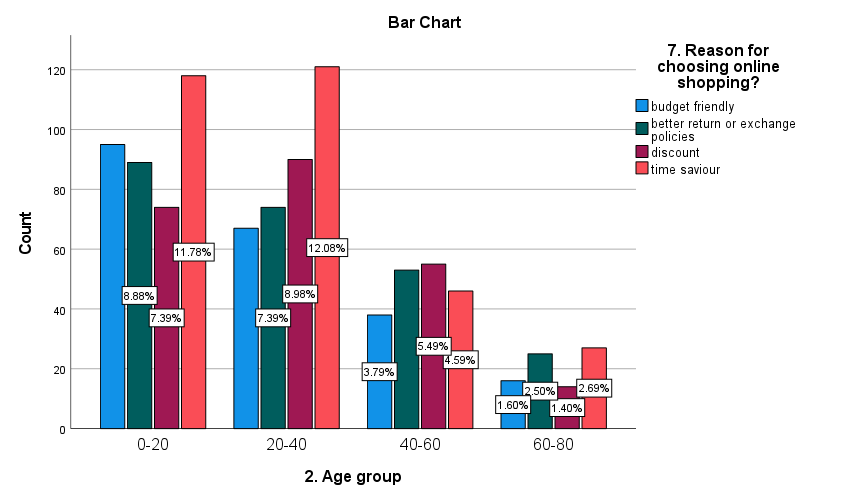 Bar Chart
7. Reason for
choosing online
shopping?
budget friendly
better return or exchange
policies
discount
time saviour
Count
120
100
80
60
40
20
0
11.78%
8.88%
7.39%
12.08%
8.98%
7.39%
5.49%
4.59%
3.79%
2.50%
2.69%
1.60%
1.40%
0-20
20-40
40-60
60-80
2. Age group